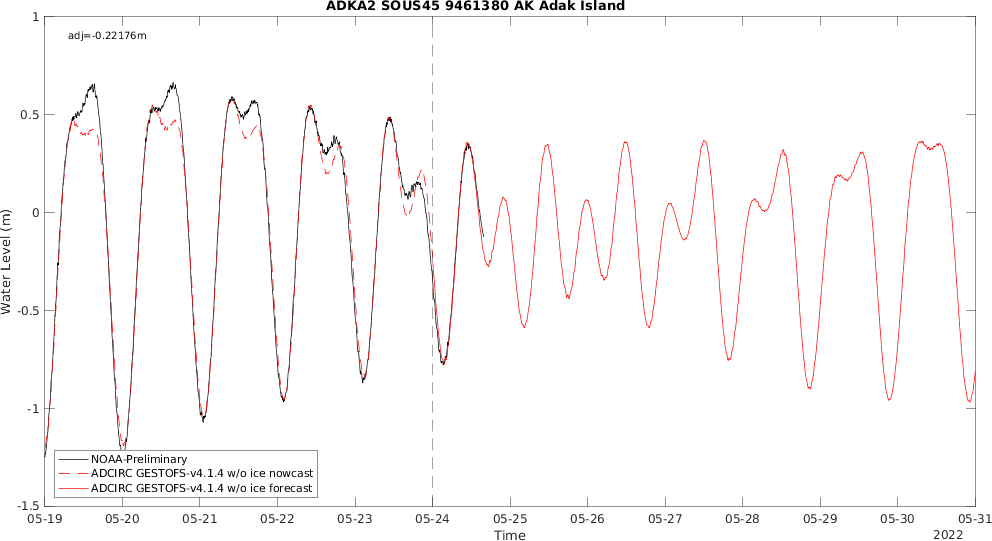 ADKA2 SOUS45 9461380 AK Adak Island
adj=-0.22176m
1
0.5
0
-0.5
-1
-1.5
Water Level (m)
NOAA-Preliminary
ADCIRC GESTOFS-v4.1.4 w/o ice nowcast
ADCIRC GESTOFS-v4.1.4 w/o ice forecast
05-19 05-20 05-21 05-22 05-23 05-24 05-25 05-26 05-27 05-28 05-29 05-30 05-31
Time
2022